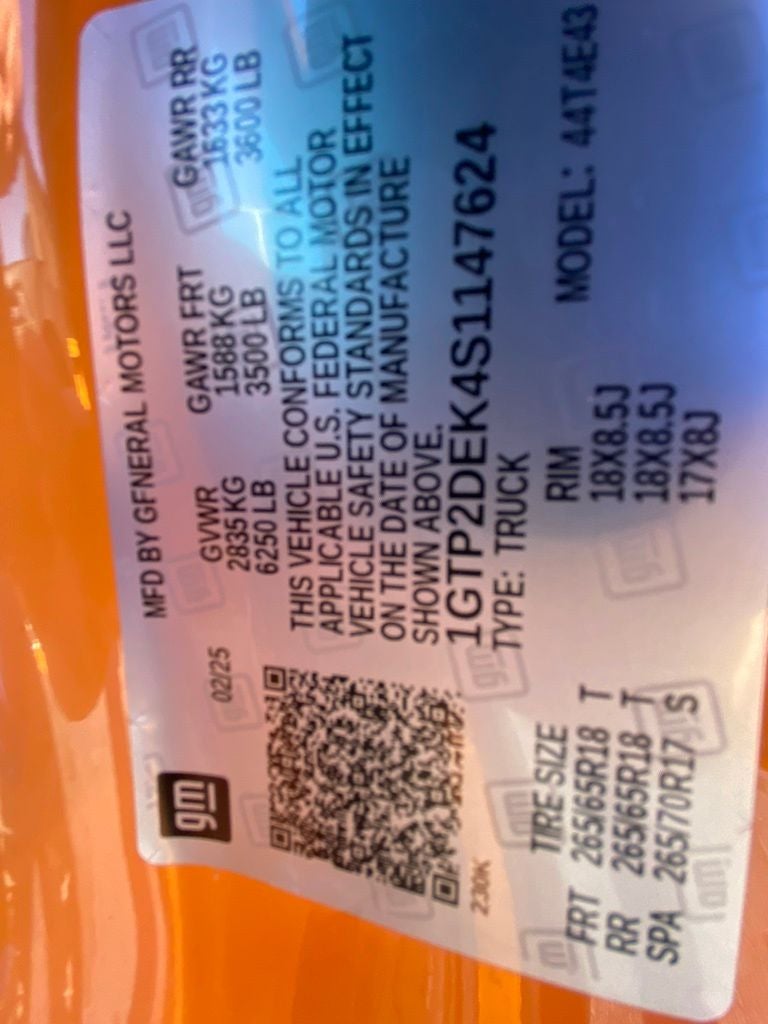 gm
MFD BY GENERAL MOTORS LLC
02/25
GVWR GAWR FRT GAWR RR
2835 KG 1588 KG 1633 KG
6250 LB 3500 LB 3600 LB
THIS VEHICLE CONFORMS TO ALL
APPLICABLE U.S. FEDERAL MOTOR
VEHICLE SAFETY STANDARDS IN EFFECT
ON THE DATE OF MANUFACTURE
SHOWN ABOVE.
1GTP2DEK4S1147624
TYPE: TRUCK
230K
TIRE SIZE RIM MODEL: 44T4E43
FRT 265/65R18 T 18X8.5J
RR 265/65R18 T 18X8.5J
SPA 265/70R17 S 17X8J